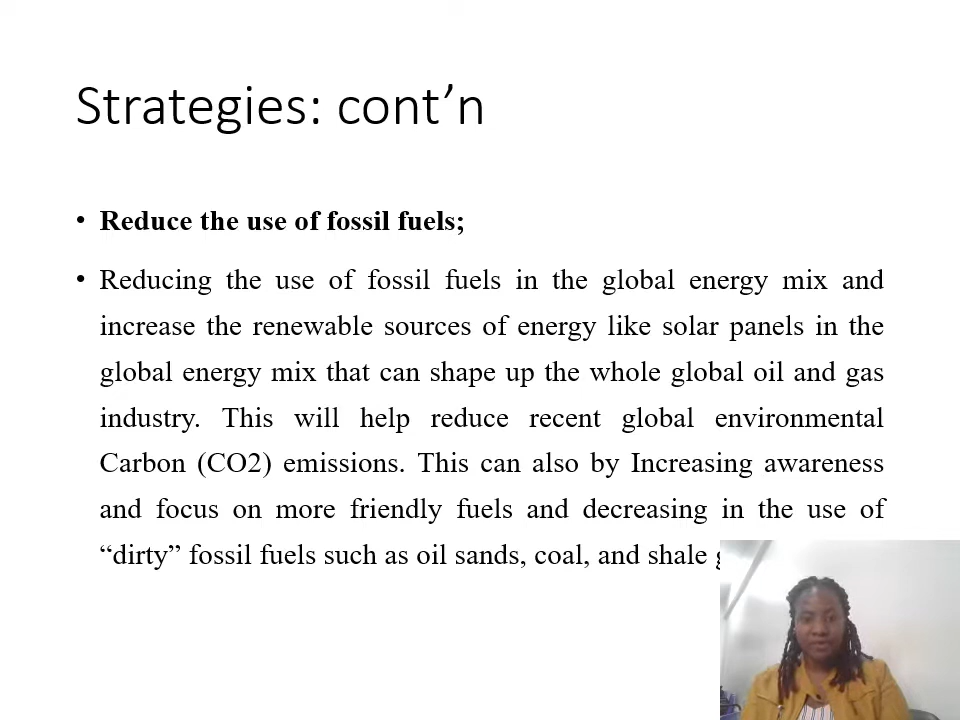 Strategies: cont’n
• Reduce the use of fossil fuels;
• Reducing the use of fossil fuels in the global energy mix and
increase the renewable sources of energy like solar panels in the
global energy mix that can shape up the whole global oil and gas
industry. This will help reduce recent global environmental
Carbon (CO2) emissions. This can also by Increasing awareness
and focus on more friendly fuels and decreasing in the use of
“dirty” fossil fuels such as oil sands, coal, and shale